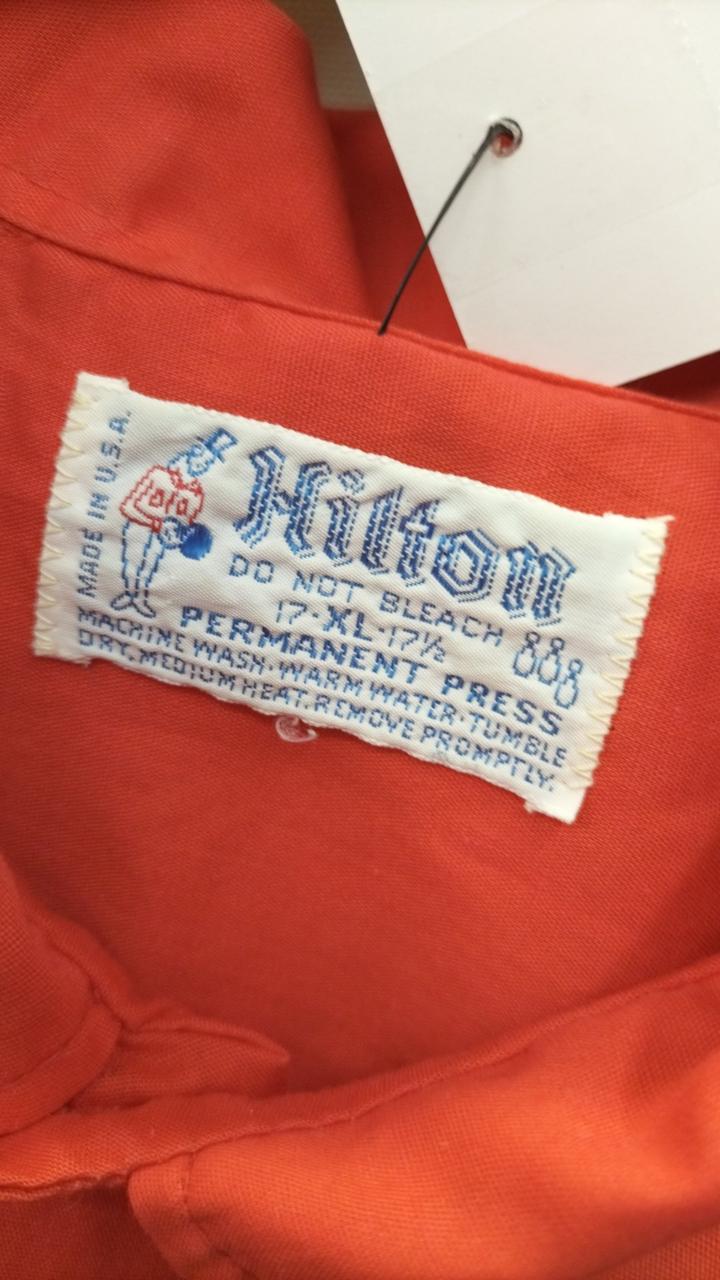 MADE IN U.S.A.
Hilton
DO NOT BLEACH
17-XL-17½
PERMANENT PRESS
MACHINE WASH·WARM WATER·TUMBLE
DRY, MEDIUM HEAT. REMOVE PROMPTLY.